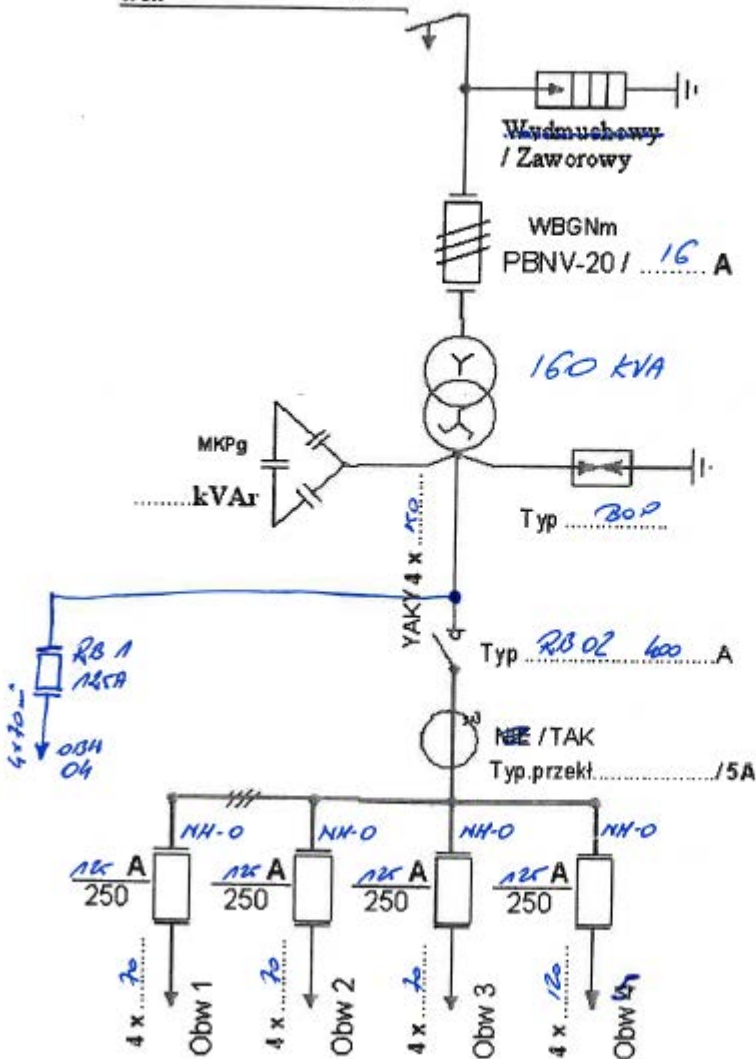 Wydmuchowy
/ Zaworowy
WBGNm
PBNV-20 / 16 A
160 kVA
MKPg
........kVAr
Typ BOP
YAKY 4 x
RB 1
125A
4x70m²
OBW
04
Typ RB 02 400 A
NIE / TAK
Typ.przekł............../5A
NH-0 NH-0 NH-0 NH-0
125 A 125 A 125 A 125 A
250 250 250 250
4 x 70 Obw 1
4 x 70 Obw 2
4 x 70 Obw 3
4 x 120 Obw